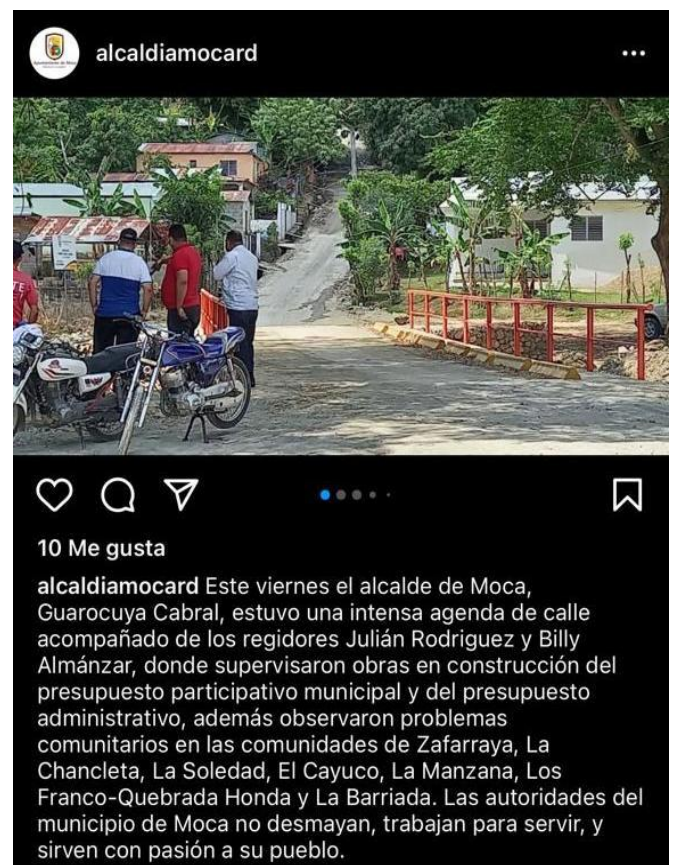 alcaldiamocard
10 Me gusta
alcaldiamocard Este viernes el alcalde de Moca,
Guarocuya Cabral, estuvo una intensa agenda de calle
acompañado de los regidores Julián Rodriguez y Billy
Almánzar, donde supervisaron obras en construcción del
presupuesto participativo municipal y del presupuesto
administrativo, además observaron problemas
comunitarios en las comunidades de Zafarraya, La
Chancleta, La Soledad, El Cayuco, La Manzana, Los
Franco-Quebrada Honda y La Barriada. Las autoridades del
municipio de Moca no desmayan, trabajan para servir, y
sirven con pasión a su pueblo.